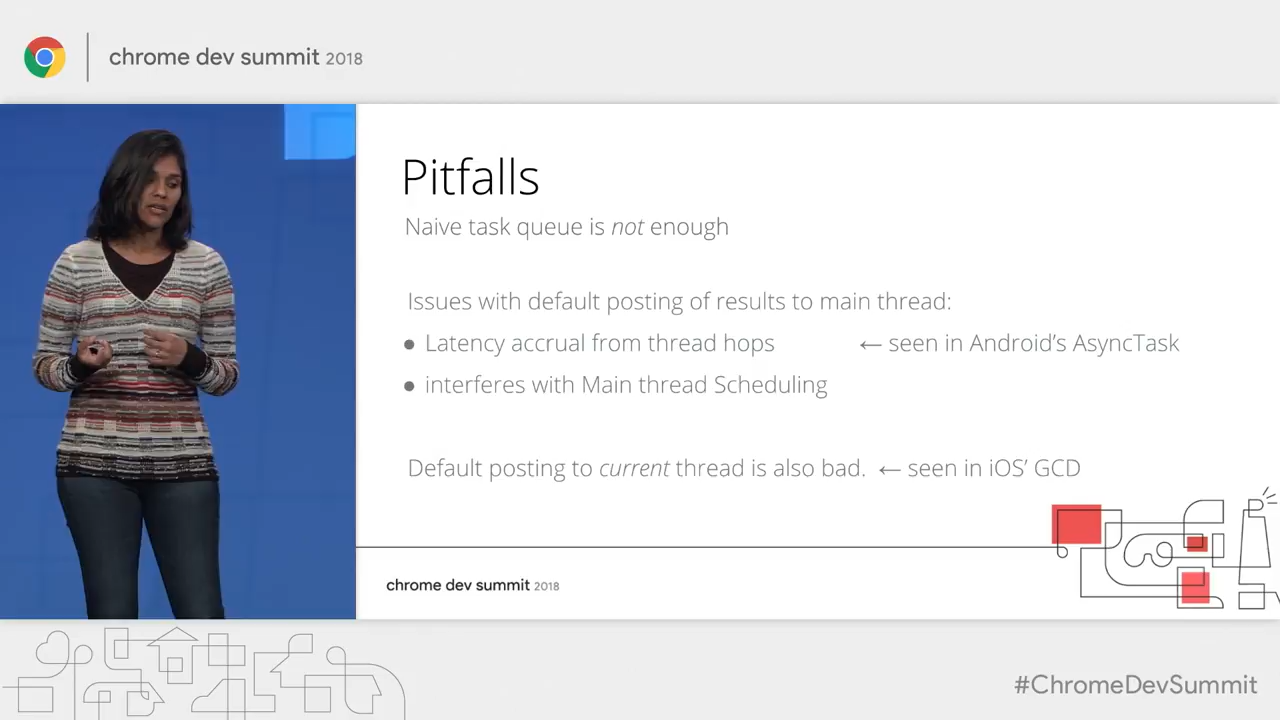 chrome dev summit 2018
Pitfalls
Naive task queue is not enough
Issues with default posting of results to main thread:
● Latency accrual from thread hops ← seen in Android's AsyncTask
● interferes with Main thread Scheduling
Default posting to current thread is also bad. ← seen in iOS' GCD
chrome dev summit 2018
#ChromeDevSummit